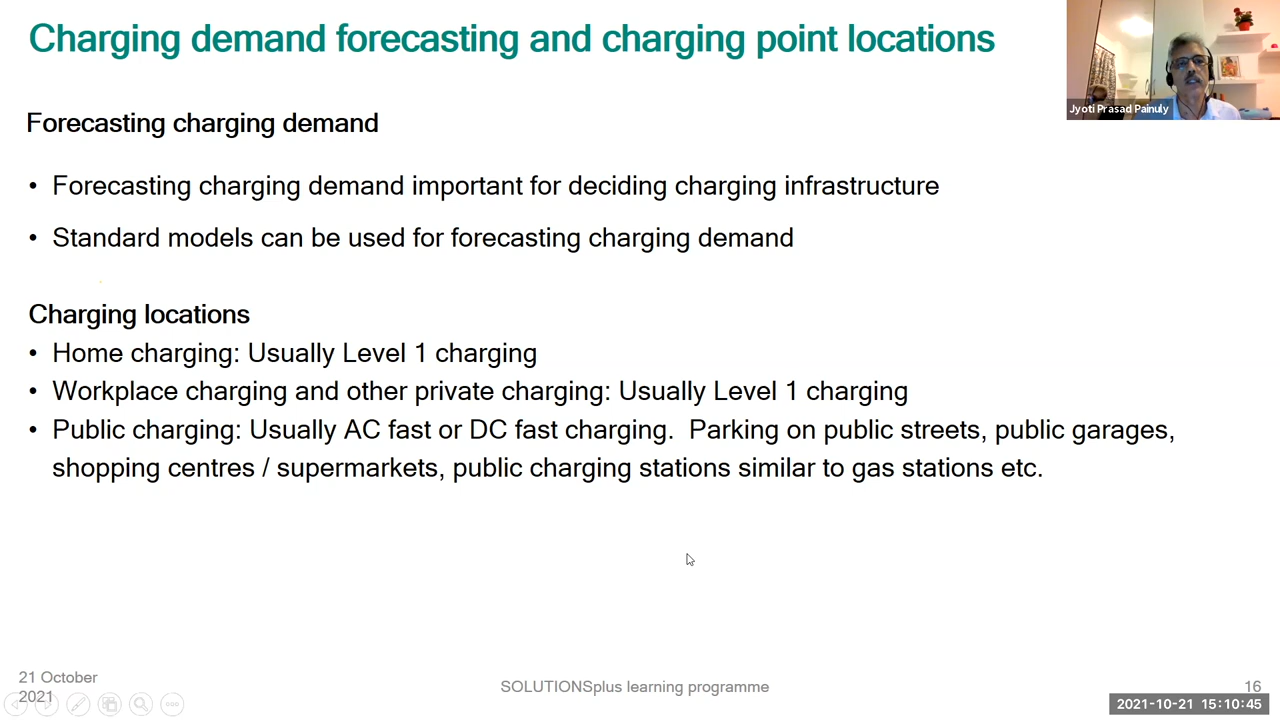 Charging demand forecasting and charging point locations
Jyoti Prasad Painuly
Forecasting charging demand
• Forecasting charging demand important for deciding charging infrastructure
• Standard models can be used for forecasting charging demand
Charging locations
• Home charging: Usually Level 1 charging
• Workplace charging and other private charging: Usually Level 1 charging
• Public charging: Usually AC fast or DC fast charging.  Parking on public streets, public garages,
shopping centres / supermarkets, public charging stations similar to gas stations etc.
21 October
2021
SOLUTIONSplus learning programme
16
2021-10-21 15:10:45